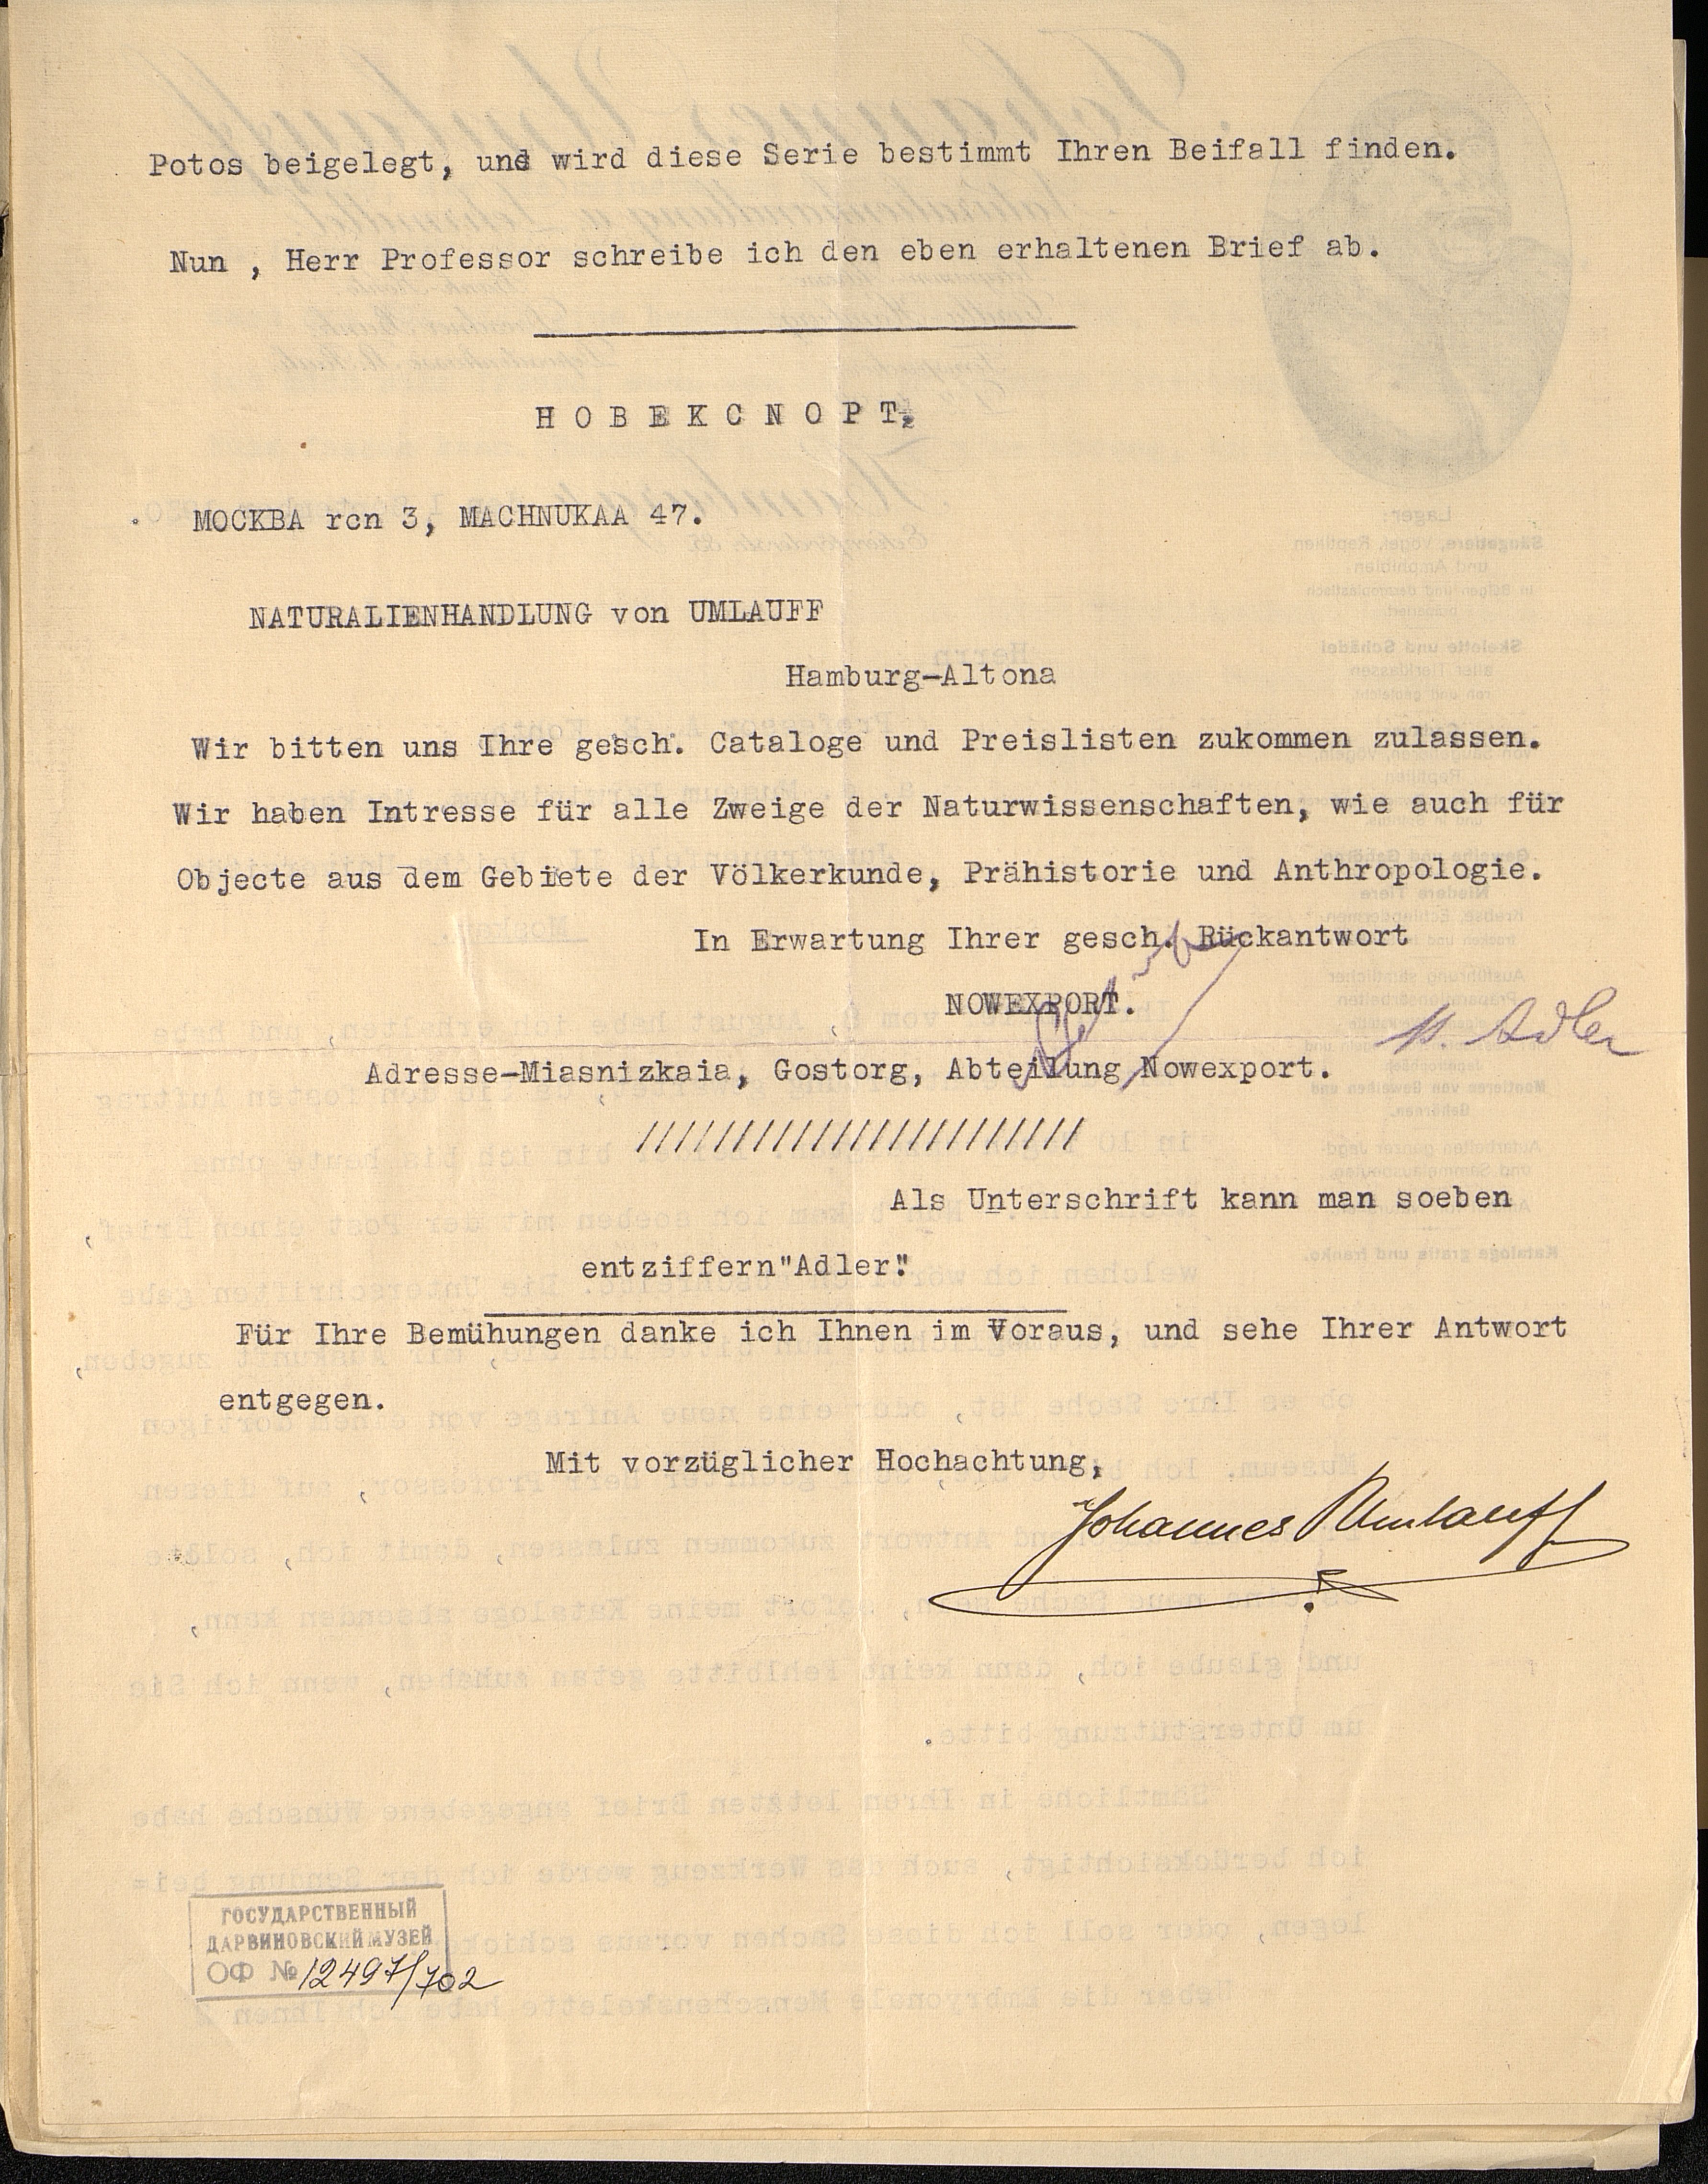 Potos beigelegt, und wird diese Serie bestimmt Ihren Beifall finden.
Nun , Herr Professor schreibe ich den eben erhaltenen Brief ab.
H O B E K C N O P T.
MOCKBA rcn 3, MACHNUKAA 47.
NATURALIENHANDLUNG von UMLAUFF
Hamburg-Altona
Wir bitten uns Ihre gesch. Cataloge und Preislisten zukommen zulassen.
Wir haben Intresse für alle Zweige der Naturwissenschaften, wie auch für
Objecte aus dem Gebiete der Völkerkunde, Prähistorie und Anthropologie.
In Erwartung Ihrer gesch. Rückantwort
NOWEXPORT.
M. Adler
Adresse-Miasnizkaia, Gostorg, Abteilung Nowexport.
///////////////////////
Als Unterschrift kann man soeben
entziffern"Adler".
Für Ihre Bemühungen danke ich Ihnen im Voraus, und sehe Ihrer Antwort
entgegen.
Mit vorzüglicher Hochachtung,
Johannes Umlauff
ГОСУДАРСТВЕННЫЙ
ДАРВИНОВСКИЙ МУЗЕЙ
ОФ № 12497/702